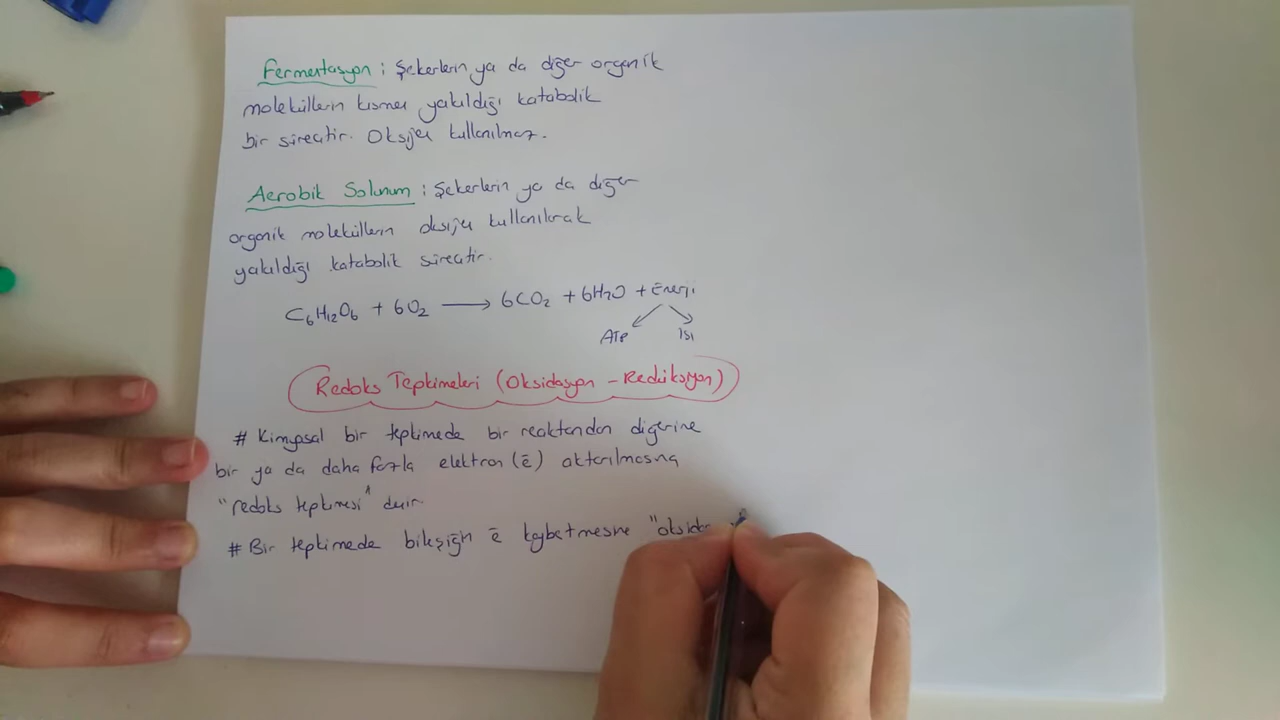 Fermentasyon : Şekerlerin ya da diğer organik
moleküllerin kısmen yakıldığı katabolik
bir süreçtir. Oksijen kullanılmaz.
Aerobik Solunum : Şekerlerin ya da diğer
organik moleküllerin oksijen kullanılarak
yakıldığı katabolik süreçtir.
C₆H₁₂O₆ + 6O₂ → 6CO₂ + 6H₂O + Enerji
ATP Isı
Redoks Tepkimeleri (Oksidasyon - Redüksiyon)
# Kimyasal bir tepkimede bir reaktandan diğerine
bir ya da daha fazla elektron (ē) aktarılmasına
"redoks tepkimesi" denir
# Bir tepkimede bileşiğin ē kaybetmesine "oksida